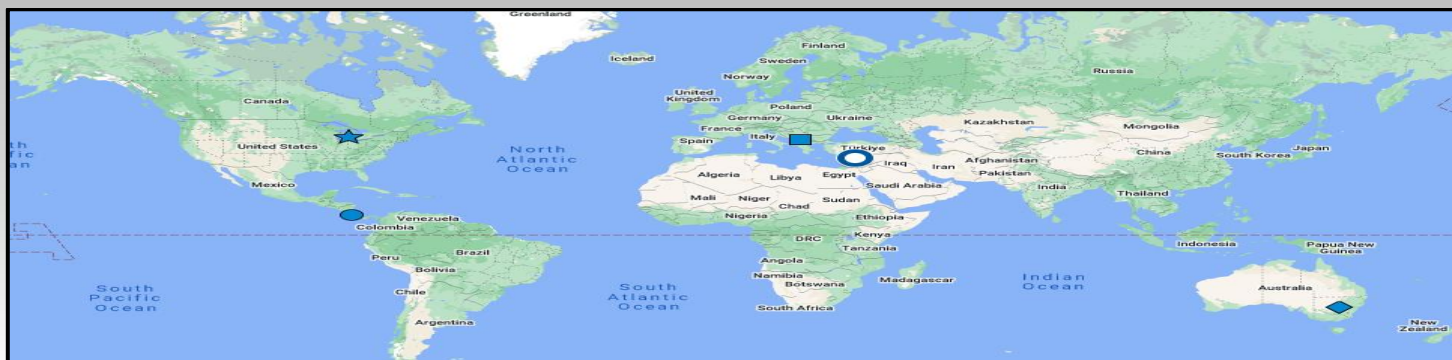 Greenland
Iceland
Finland
Sweden
Norway
Russia
United
Kingdom
Canada
Poland
Germany
Ukraine
France
Kazakhstan
Mongolia
Italy
Spain
United States
North
Atlantic
Ocean
Türkiye
China
Japan
South Korea
Iraq
Iran
Afghanistan
Pakistan
Algeria
Libya
Egypt
Saudi Arabia
India
Mexico
Mali
Niger
Sudan
Thailand
Chad
Venezuela
Nigeria
Ethiopia
Colombia
DRC
Kenya
Tanzania
Indonesia
Papua New
Guinea
Brazil
Peru
Angola
Bolivia
Namibia
Botswana
Madagascar
Indian
Ocean
South
Pacific
Ocean
Chile
South
Atlantic
Ocean
South Africa
Australia
Argentina
New
Zealand